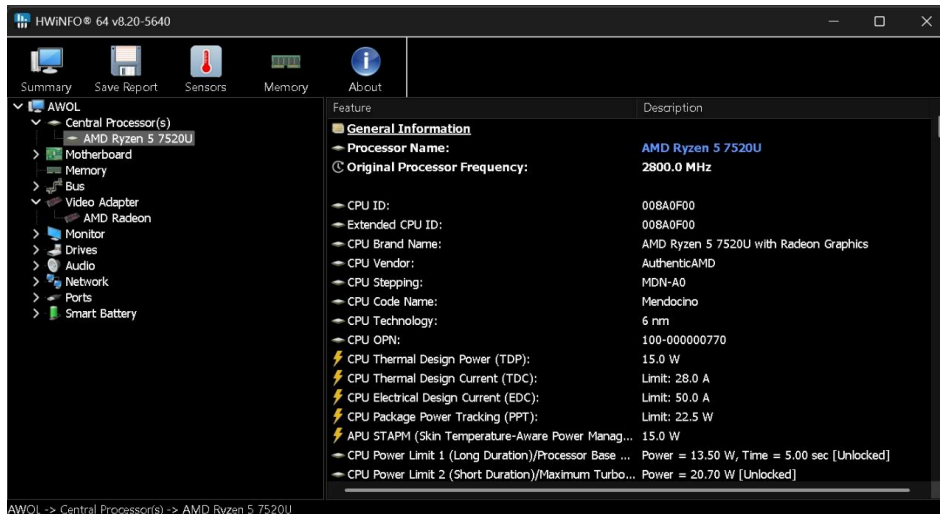 HWiNFO® 64 v8.20-5640
Summary Save Report Sensors Memory About
AWOL
Central Processor(s)
AMD Ryzen 5 7520U
Motherboard
Memory
Bus
Video Adapter
AMD Radeon
Monitor
Drives
Audio
Network
Ports
Smart Battery
Feature Description
General Information
Processor Name: AMD Ryzen 5 7520U
Original Processor Frequency: 2800.0 MHz
CPU ID: 008A0F00
Extended CPU ID: 008A0F00
CPU Brand Name: AMD Ryzen 5 7520U with Radeon Graphics
CPU Vendor: AuthenticAMD
CPU Stepping: MDN-A0
CPU Code Name: Mendocino
CPU Technology: 6 nm
CPU OPN: 100-000000770
CPU Thermal Design Power (TDP): 15.0 W
CPU Thermal Design Current (TDC): Limit: 28.0 A
CPU Electrical Design Current (EDC): Limit: 50.0 A
CPU Package Power Tracking (PPT): Limit: 22.5 W
APU STAPM (Skin Temperature-Aware Power Manag... 15.0 W
CPU Power Limit 1 (Long Duration)/Processor Base ... Power = 13.50 W, Time = 5.00 sec [Unlocked]
CPU Power Limit 2 (Short Duration)/Maximum Turbo... Power = 20.70 W [Unlocked]
AWOL -> Central Processor(s) -> AMD Ryzen 5 7520U